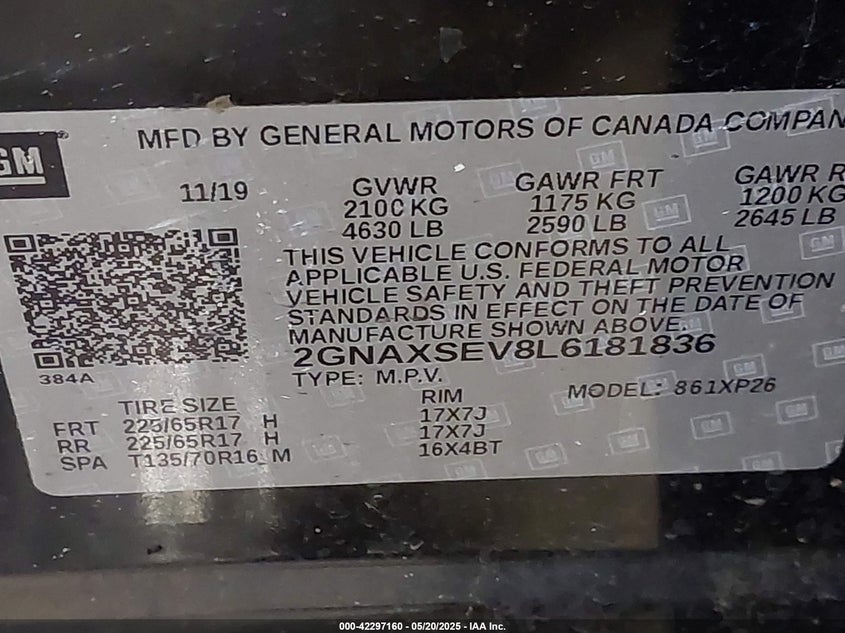 GM
MFD BY GENERAL MOTORS OF CANADA COMPAN
11/19
GVWR
2100 KG
4630 LB
GAWR FRT
1175 KG
2590 LB
GAWR R
1200 KG
2645 LB
THIS VEHICLE CONFORMS TO ALL
APPLICABLE U.S. FEDERAL MOTOR
VEHICLE SAFETY AND THEFT PREVENTION
STANDARDS IN EFFECT ON THE DATE OF
MANUFACTURE SHOWN ABOVE.
2GNAXSEV8L6181836
384A
TYPE: M.P.V.
MODEL: 861XP26
TIRE SIZE
RIM
FRT 225/65R17 H 17X7J
RR 225/65R17 H 17X7J
SPA T135/70R16 M 16X4BT
000-42297160 - 05/20/2025 - IAA Inc.